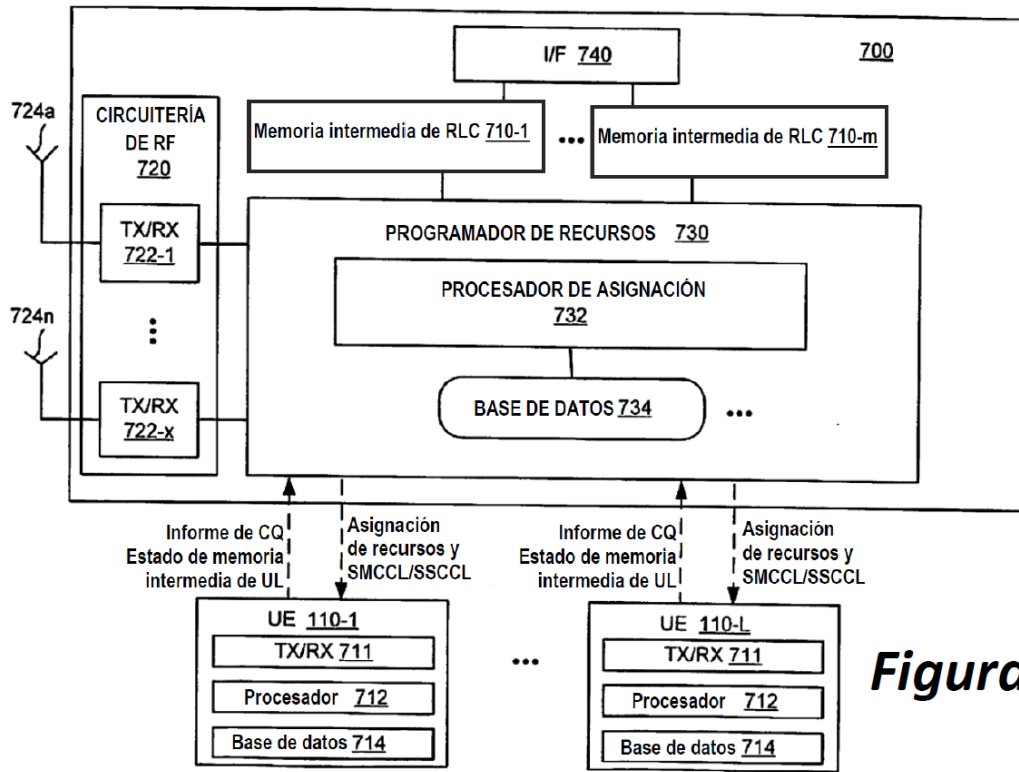 I/F 740
700
724a
CIRCUITERÍA
DE RF
720
Memoria intermedia de RLC 710-1
...
Memoria intermedia de RLC 710-m
TX/RX
722-1
PROGRAMADOR DE RECURSOS 730
PROCESADOR DE ASIGNACIÓN
732
724n
...
TX/RX
722-x
BASE DE DATOS 734
...
Informe de CQ
Estado de memoria
intermedia de UL
Asignación
de recursos y
SMCCL/SSCCL
Informe de CQ
Estado de memoria
intermedia de UL
Asignación
de recursos y
SMCCL/SSCCL
UE 110-1
TX/RX 711
Procesador 712
Base de datos 714
...
UE 110-L
TX/RX 711
Procesador 712
Base de datos 714
Figura